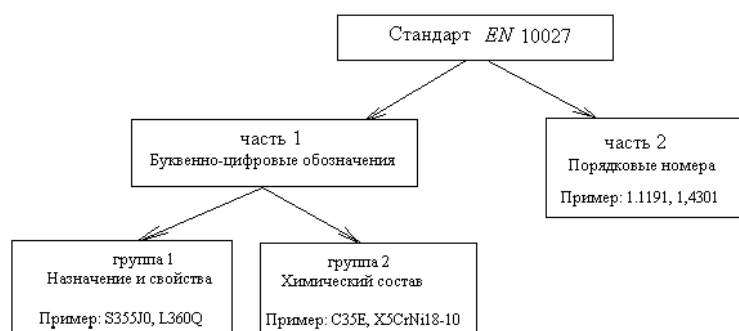 Стандарт EN 10027
часть 1
Буквенно-цифровые обозначения
часть 2
Порядковые номера
Пример: 1.1191, 1,4301
группа 1
Назначение и свойства
Пример: S355J0, L360Q
группа 2
Химический состав
Пример: C35E, X5CrNi18-10